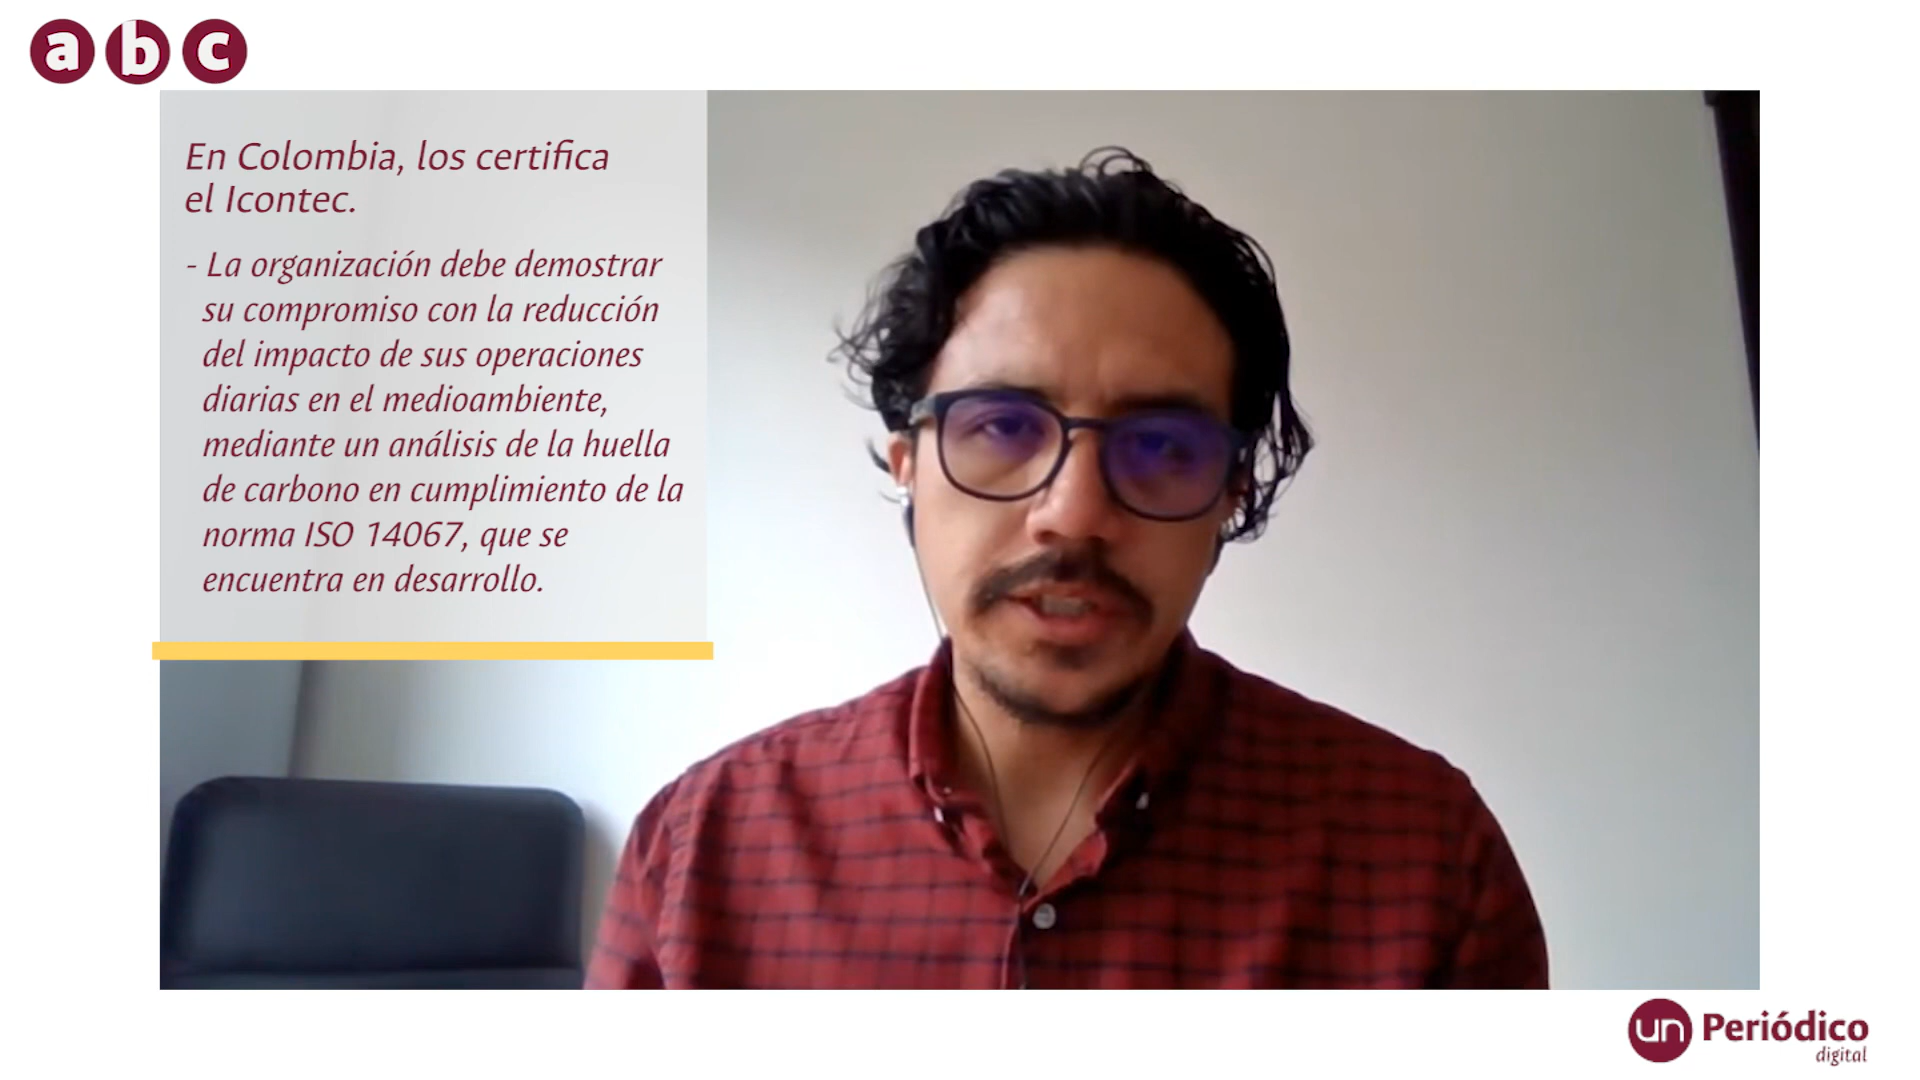 abc
En Colombia, los certifica
el Icontec.
- La organización debe demostrar
su compromiso con la reducción
del impacto de sus operaciones
diarias en el medioambiente,
mediante un análisis de la huella
de carbono en cumplimiento de la
norma ISO 14067, que se
encuentra en desarrollo.
un Periódico
digital